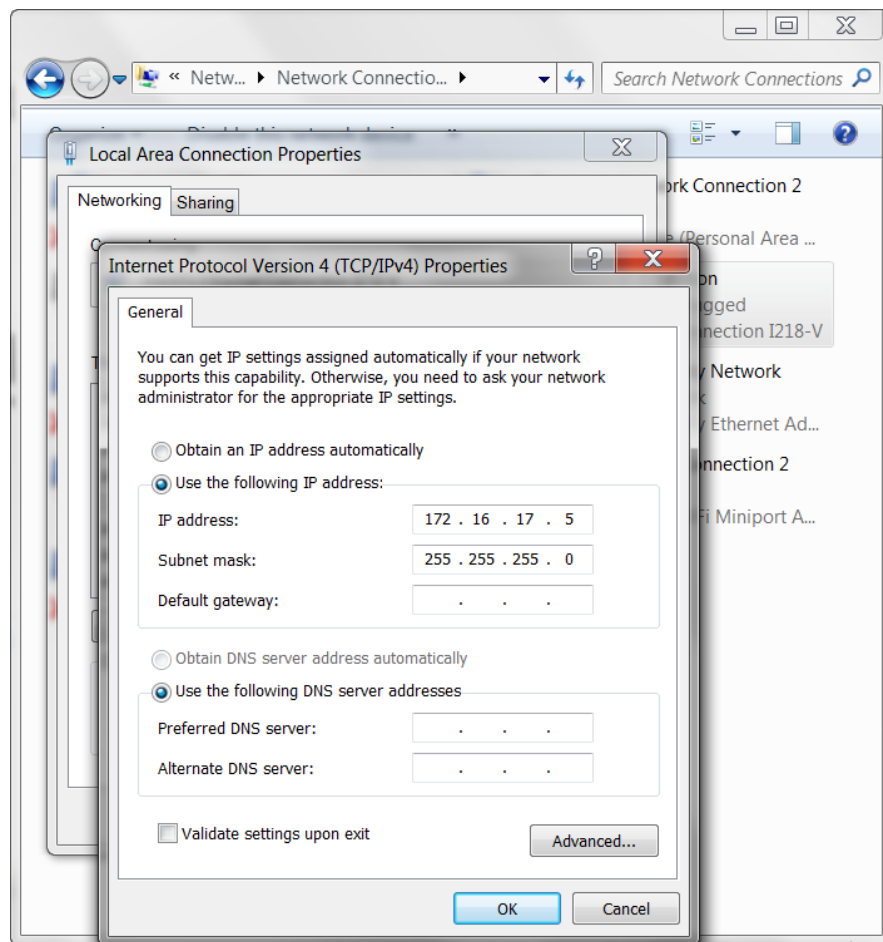 « Netw... ▸ Network Connectio... ▸
Search Network Connections
Local Area Connection Properties
Networking
Sharing
ork Connection 2
e (Personal Area ...
Internet Protocol Version 4 (TCP/IPv4) Properties
on
gged
nection I218-V
General
You can get IP settings assigned automatically if your network
supports this capability. Otherwise, you need to ask your network
administrator for the appropriate IP settings.
y Network
k
y Ethernet Ad...
Obtain an IP address automatically
nnection 2
Use the following IP address:
IP address: 172 . 16 . 17 . 5
Fi Miniport A...
Subnet mask: 255 . 255 . 255 . 0
Default gateway: . . .
Obtain DNS server address automatically
Use the following DNS server addresses
Preferred DNS server: . . .
Alternate DNS server: . . .
Validate settings upon exit
Advanced...
OK
Cancel